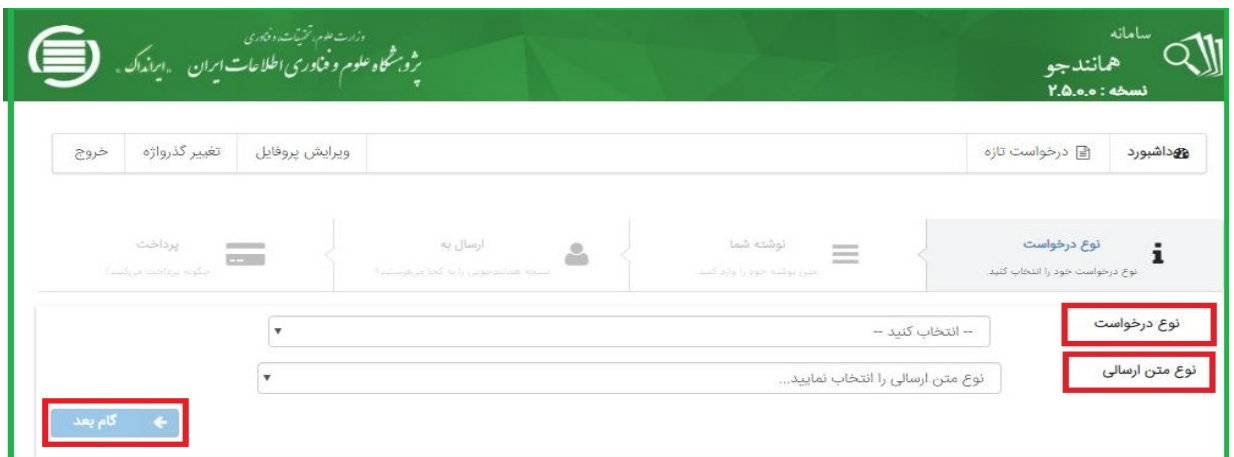 سامانه
همانندجو
نسخه : ۲.۵.۰.۰
وزارت علوم، تحقیقات، و فناوری
پژوهشگاه علوم و فناوری اطلاعات ایران «ایرانداک»
داشبورد
درخواست تازه
ویرایش پروفایل
تغییر گذرواژه
خروج
نوع درخواست
نوع درخواست خود را انتخاب کنید
نوشته شما
متن نوشته خود را وارد کنید
ارسال به
نتیجه همانندجویی را به کجا می‌فرستید؟
پرداخت
چگونه پرداخت می‌کنید؟
نوع درخواست
-- انتخاب کنید --
نوع متن ارسالی
نوع متن ارسالی را انتخاب نمایید...
گام بعد